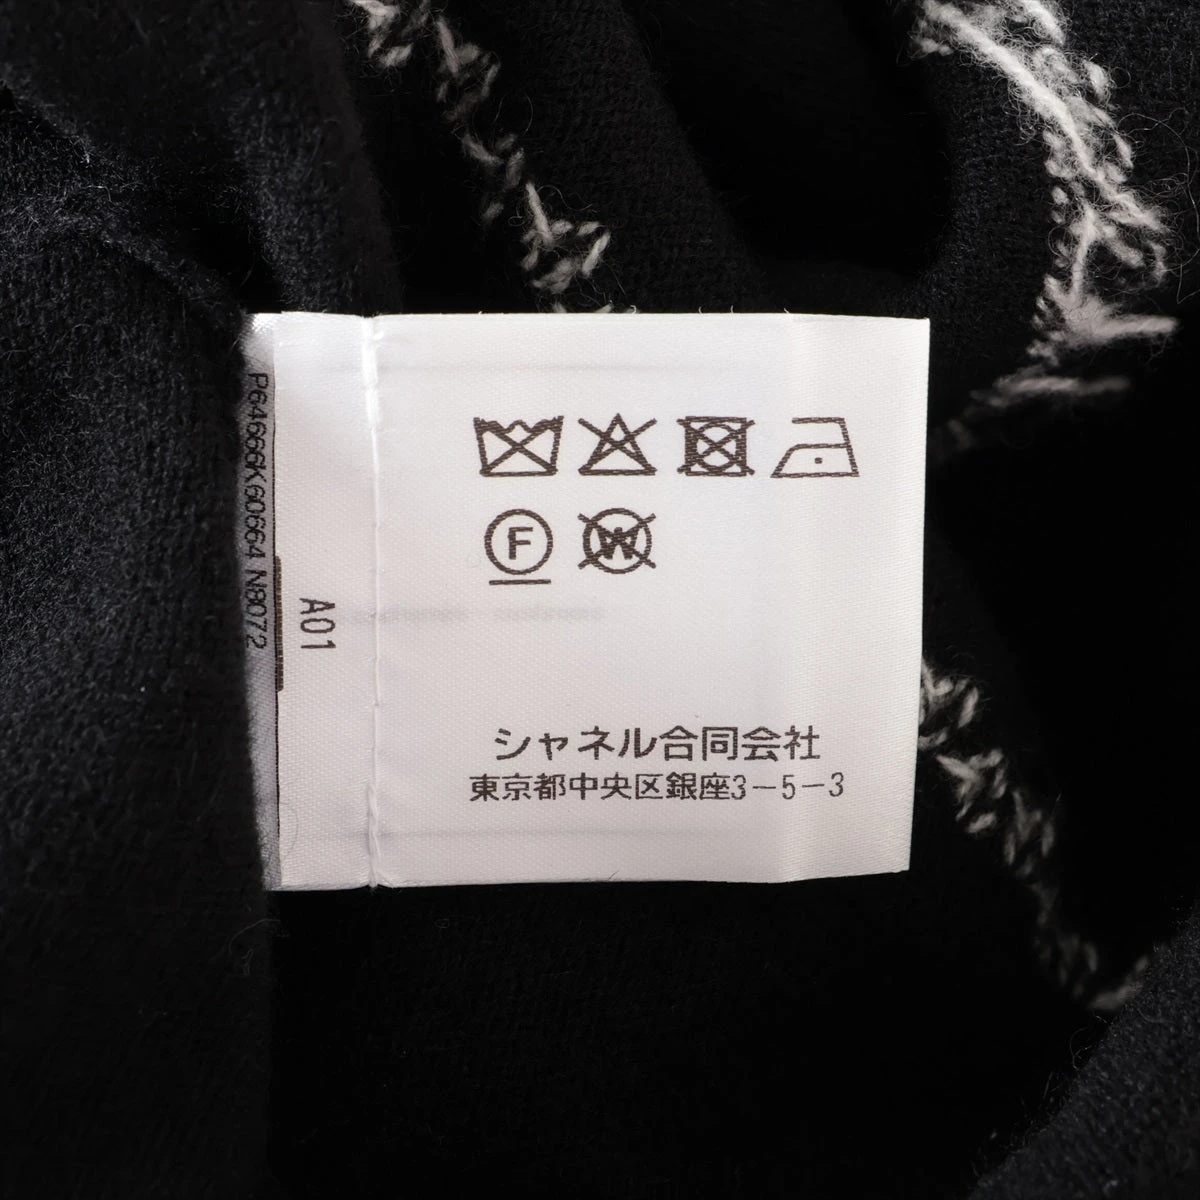 P64666K60664 N8072
A01
F
W
シャネル合同会社
東京都中央区銀座3-5-3